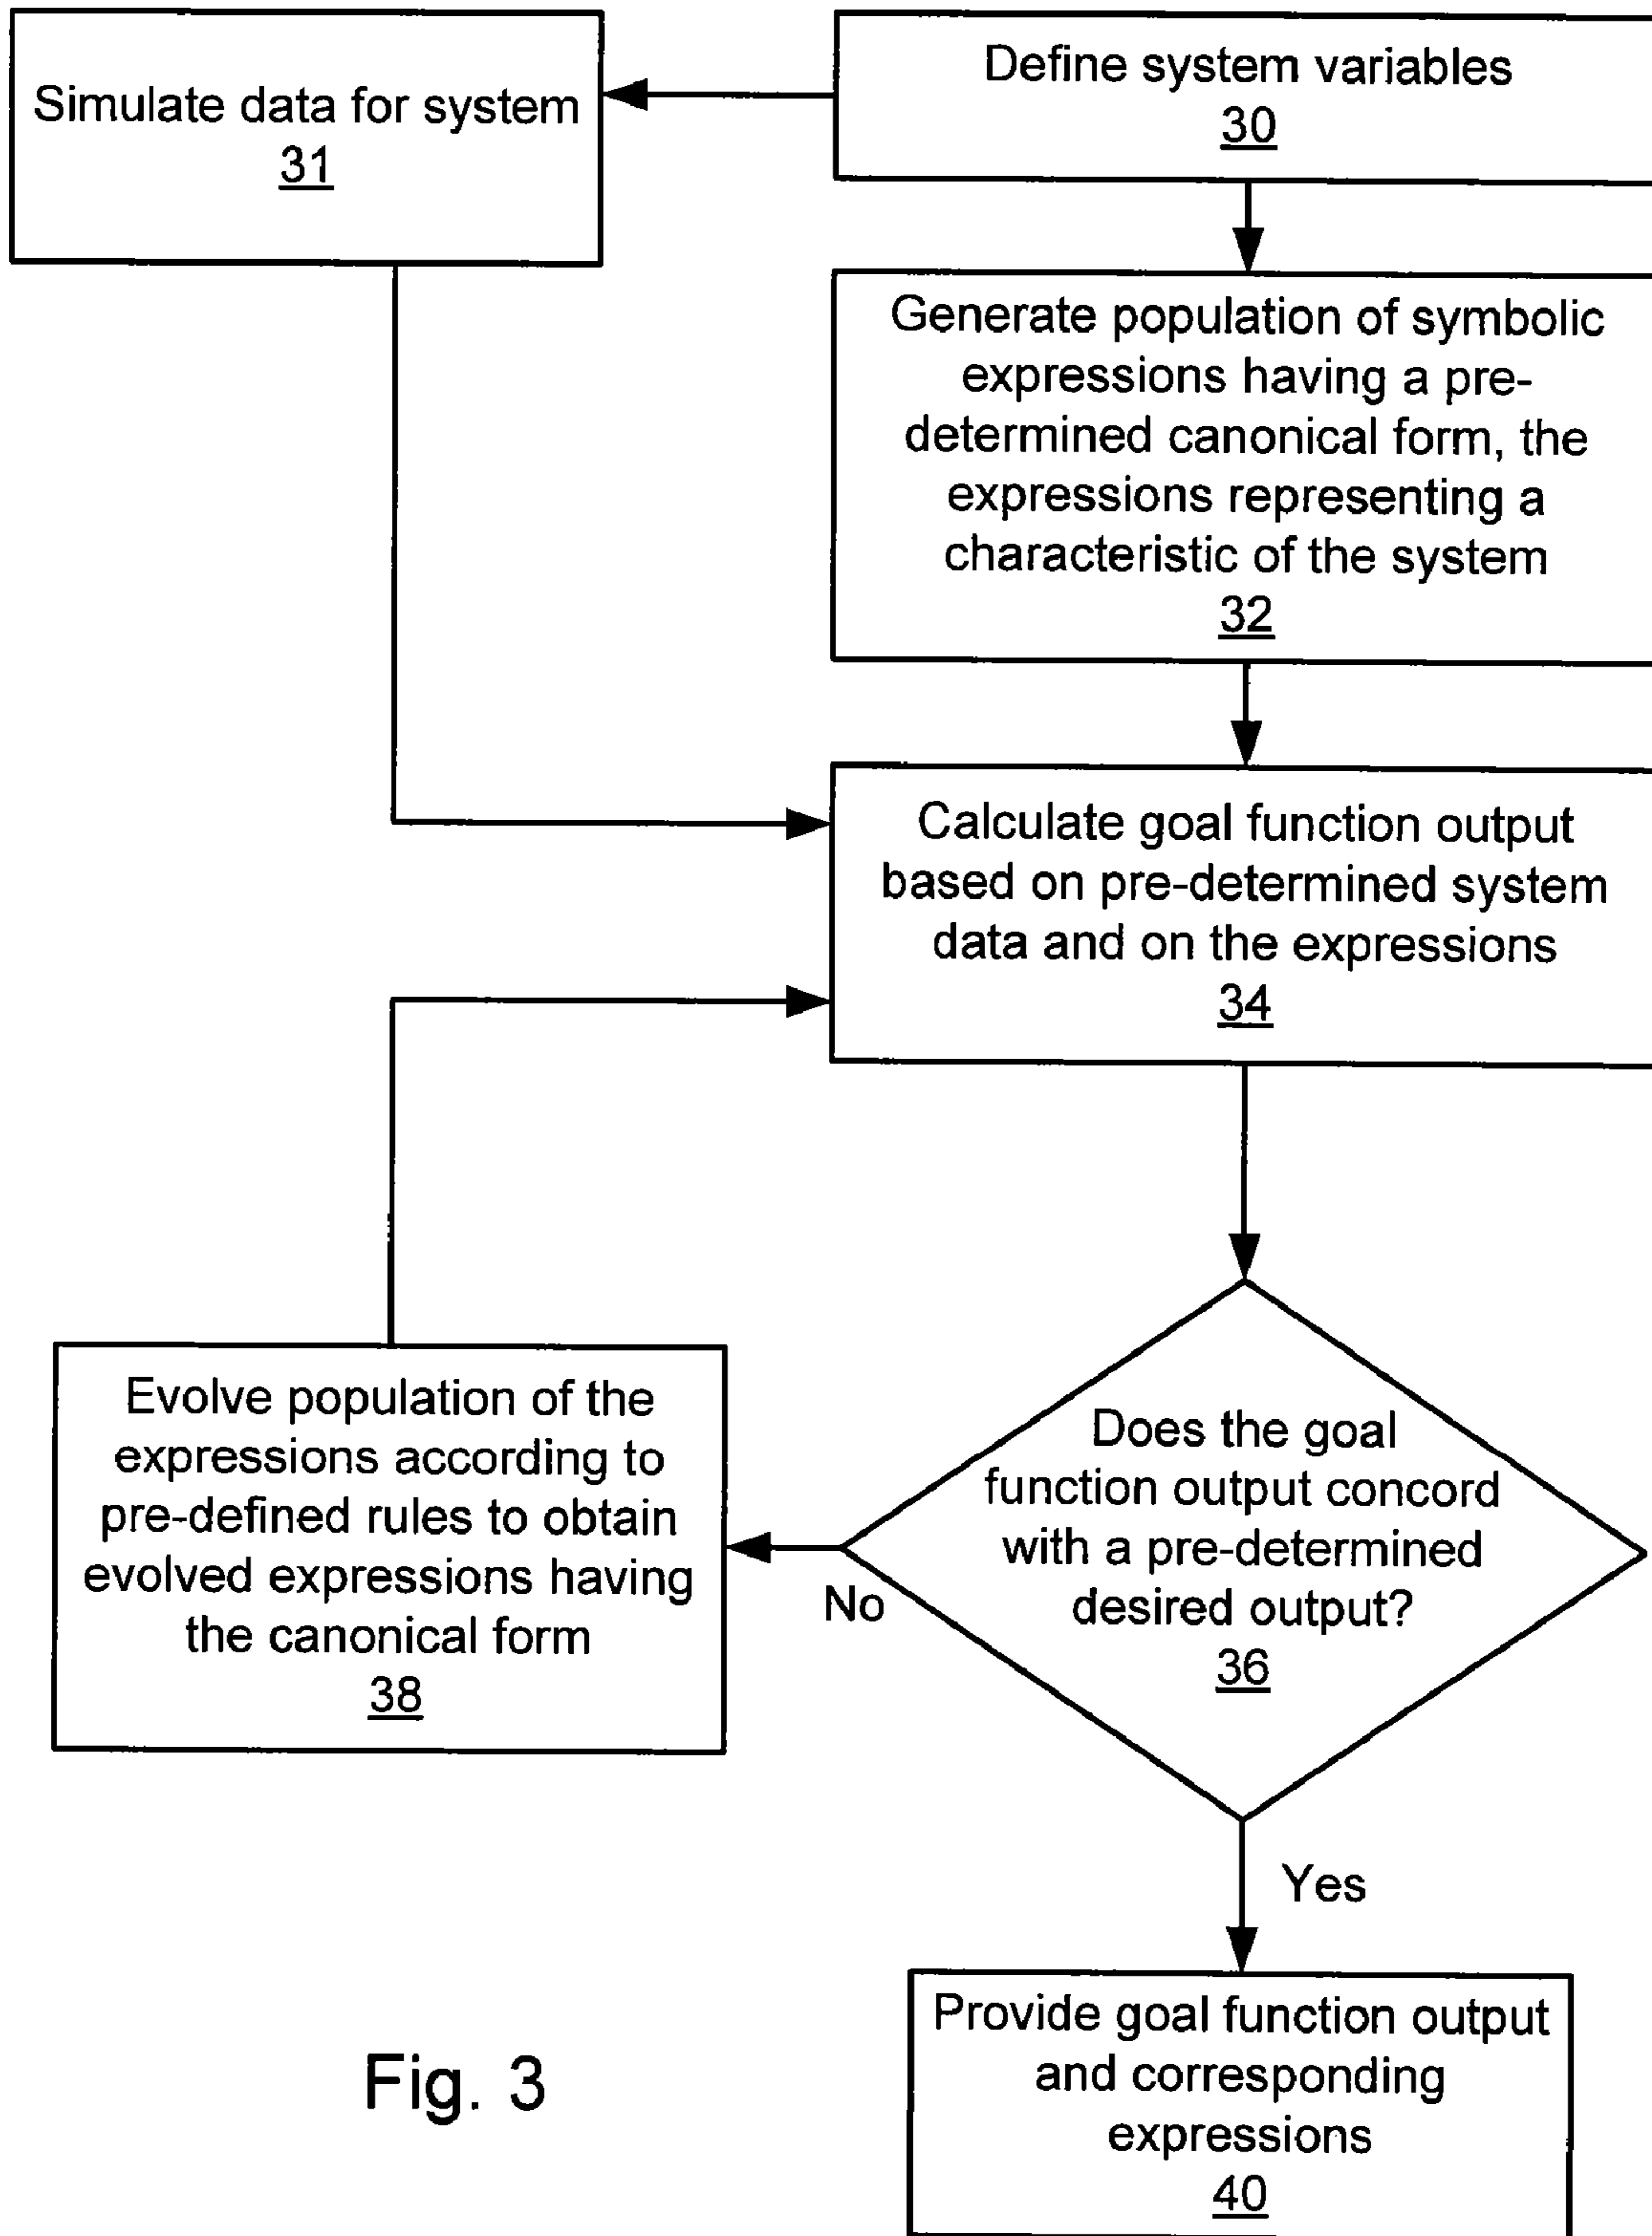 Simulate data for system
31
Define system variables
30
Generate population of symbolic
expressions having a pre-
determined canonical form, the
expressions representing a
characteristic of the system
32
Calculate goal function output
based on pre-determined system
data and on the expressions
34
Evolve population of the
expressions according to
pre-defined rules to obtain
evolved expressions having
the canonical form
38
Does the goal
function output concord
with a pre-determined
desired output?
36
No
Yes
Provide goal function output
and corresponding
expressions
40
Fig. 3